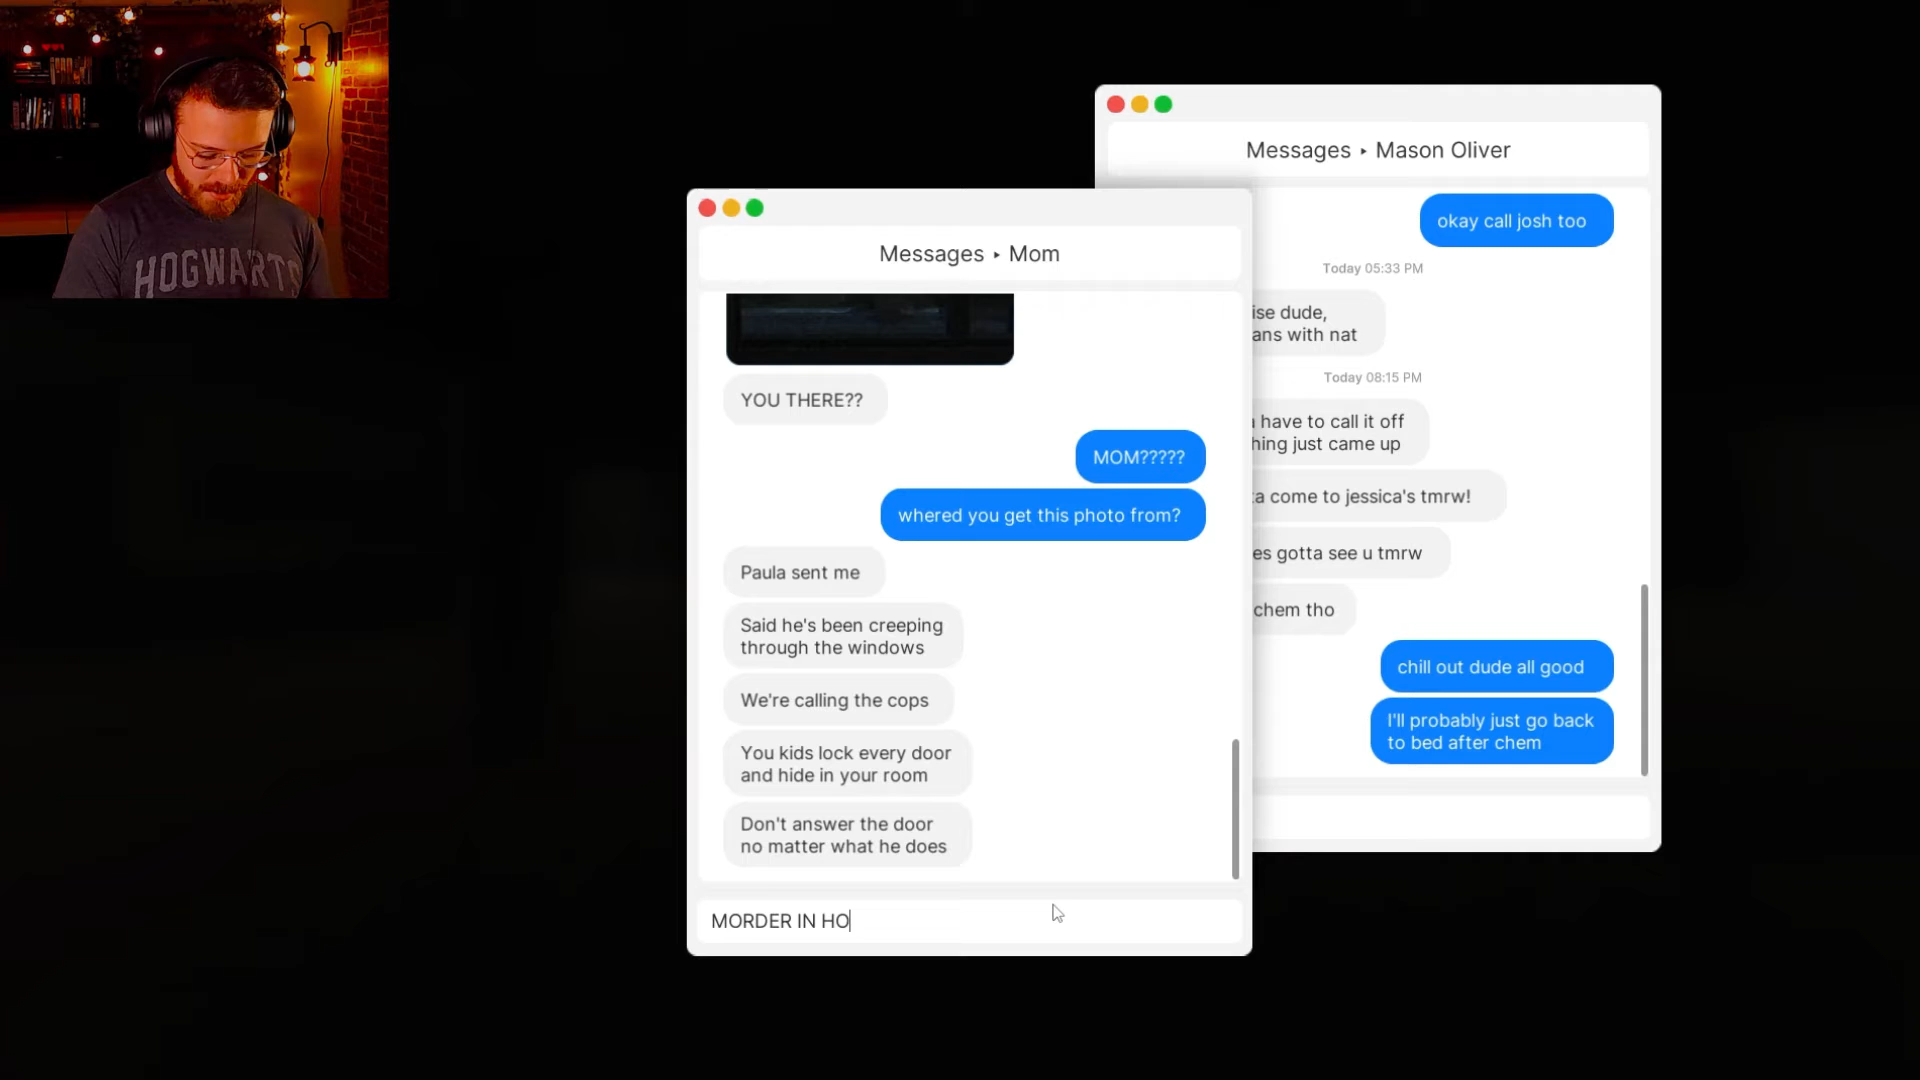 HOGWARTS
Messages ▸ Mom
YOU THERE??
MOM?????
whered you get this photo from?
Paula sent me
Said he's been creeping
through the windows
We're calling the cops
You kids lock every door
and hide in your room
Don't answer the door
no matter what he does
MORDER IN HO
Messages ▸ Mason Oliver
okay call josh too
Today 05:33 PM
ise dude,
ans with nat
Today 08:15 PM
have to call it off
hing just came up
a come to jessica's tmrw!
es gotta see u tmrw
chem tho
chill out dude all good
I'll probably just go back
to bed after chem